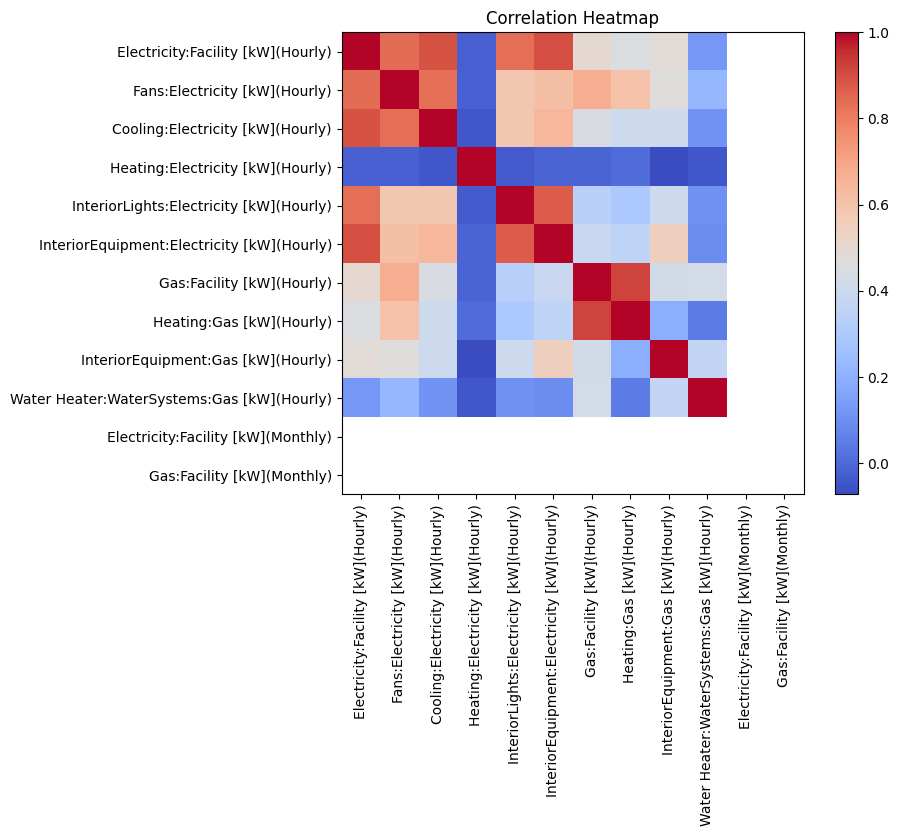 Correlation Heatmap
Electricity:Facility [kW](Hourly)
Fans:Electricity [kW](Hourly)
Cooling:Electricity [kW](Hourly)
Heating:Electricity [kW](Hourly)
InteriorLights:Electricity [kW](Hourly)
InteriorEquipment:Electricity [kW](Hourly)
Gas:Facility [kW](Hourly)
Heating:Gas [kW](Hourly)
InteriorEquipment:Gas [kW](Hourly)
Water Heater:WaterSystems:Gas [kW](Hourly)
Electricity:Facility [kW](Monthly)
Gas:Facility [kW](Monthly)
Electricity:Facility [kW](Hourly)
Fans:Electricity [kW](Hourly)
Cooling:Electricity [kW](Hourly)
Heating:Electricity [kW](Hourly)
InteriorLights:Electricity [kW](Hourly)
InteriorEquipment:Electricity [kW](Hourly)
Gas:Facility [kW](Hourly)
Heating:Gas [kW](Hourly)
InteriorEquipment:Gas [kW](Hourly)
Water Heater:WaterSystems:Gas [kW](Hourly)
Electricity:Facility [kW](Monthly)
Gas:Facility [kW](Monthly)
1.0
0.8
0.6
0.4
0.2
0.0